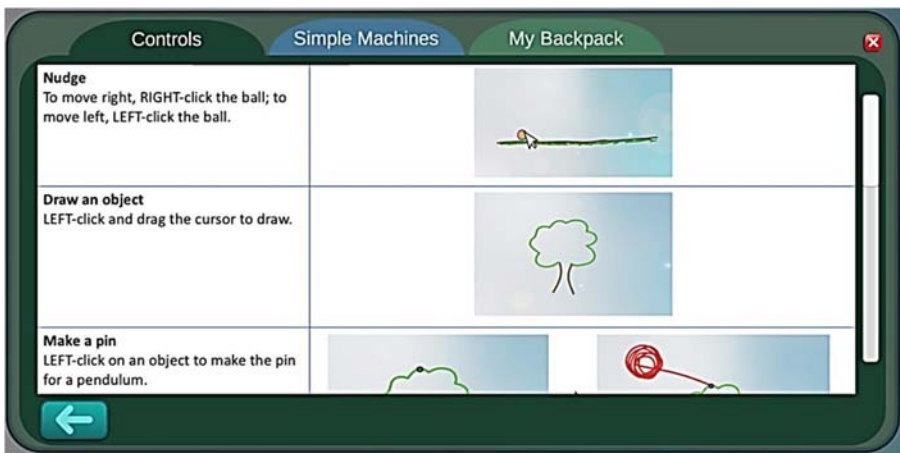 Controls
Simple Machines
My Backpack
Nudge
To move right, RIGHT-click the ball; to
move left, LEFT-click the ball.
Draw an object
LEFT-click and drag the cursor to draw.
Make a pin
LEFT-click on an object to make the pin
for a pendulum.